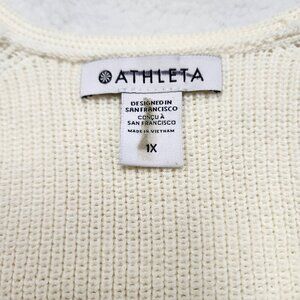 ATHLETA
DESIGNED IN
SAN FRANCISCO
CONÇU À
SAN FRANCISCO
MADE IN VIETNAM
1X